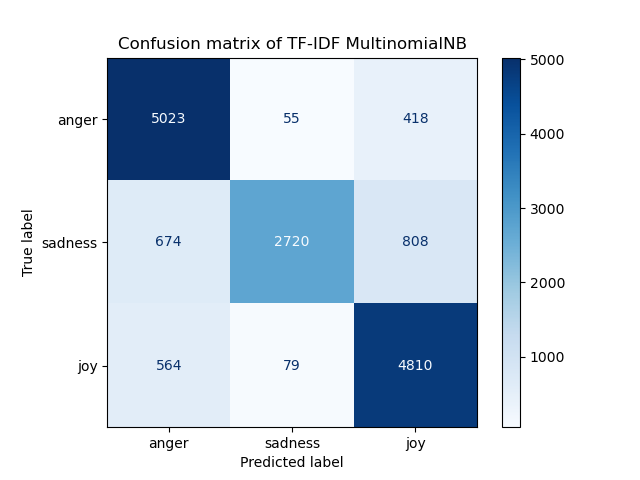 Confusion matrix of TF-IDF MultinomialNB
anger 5023 55 418
sadness 674 2720 808
joy 564 79 4810
anger sadness joy
Predicted label
True label
5000
4000
3000
2000
1000